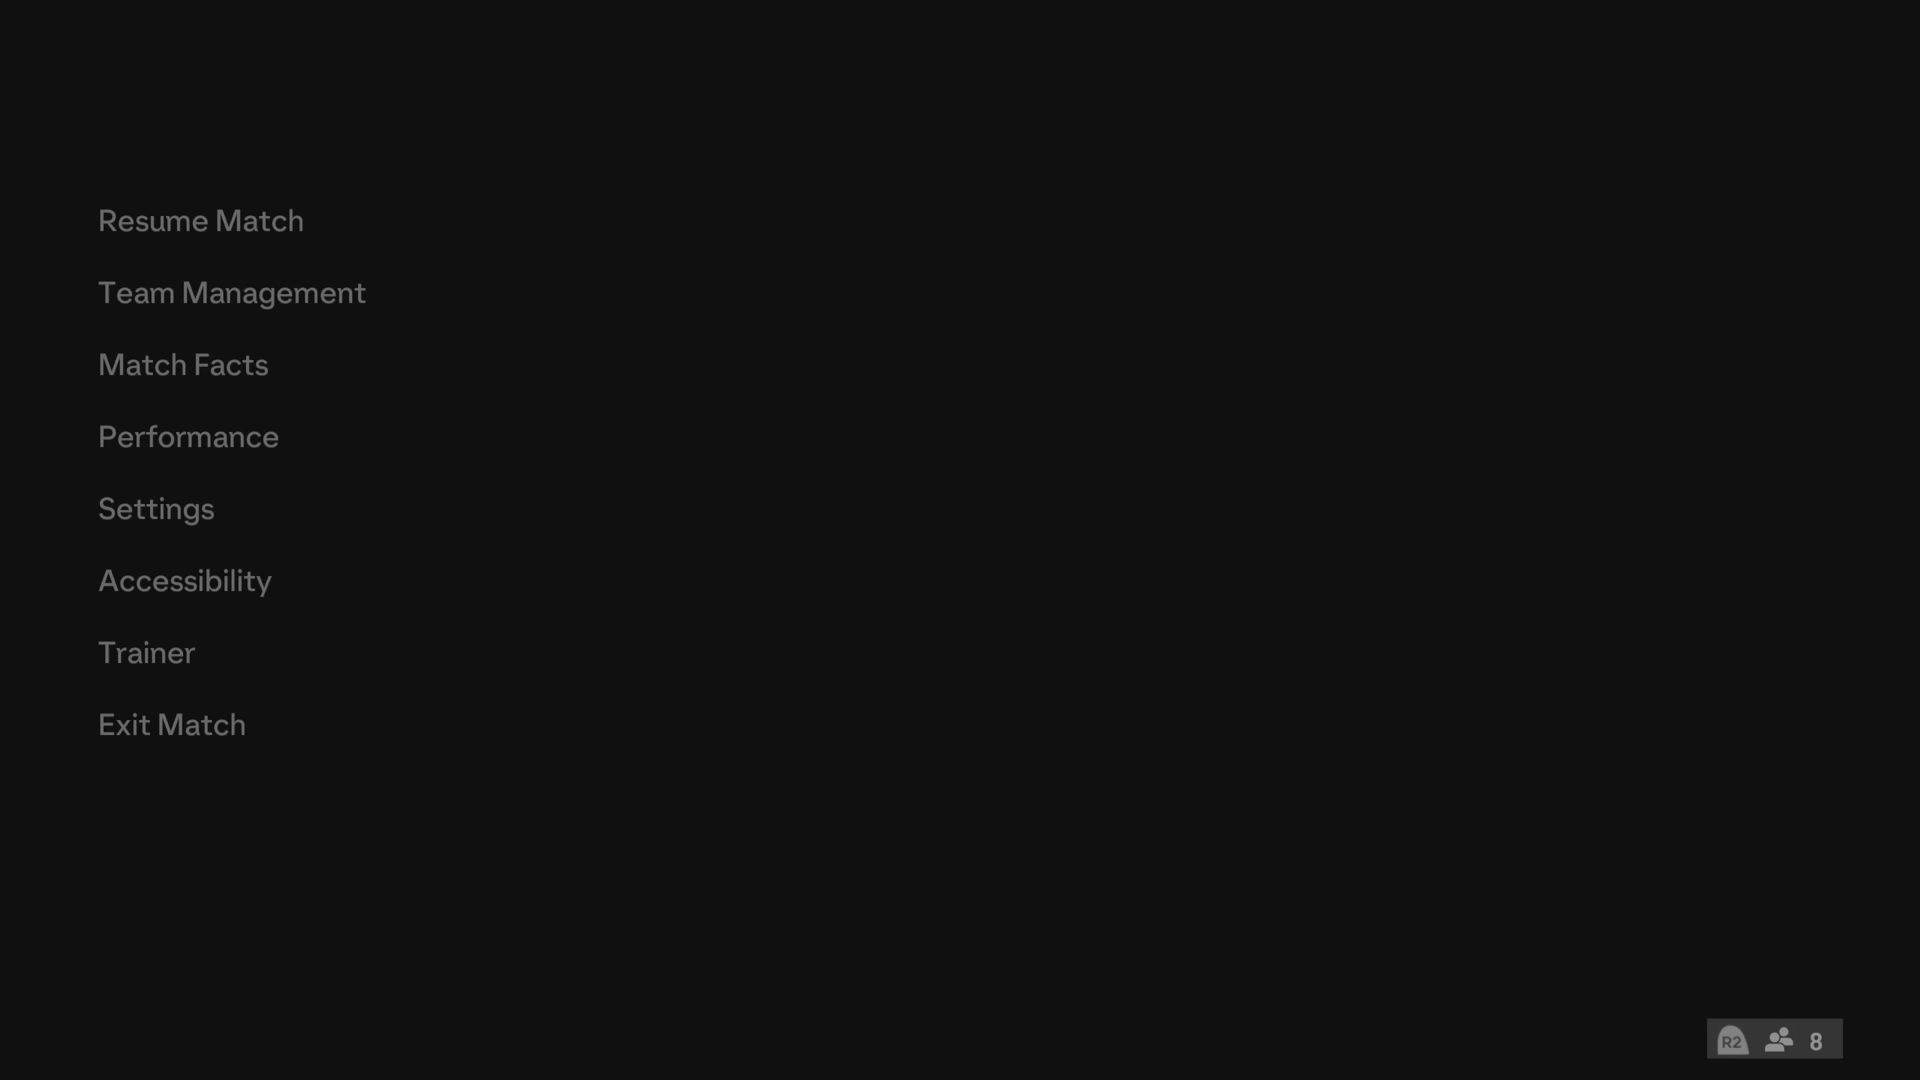 Resume Match
Team Management
Match Facts
Performance
Settings
Accessibility
Trainer
Exit Match
R2 8